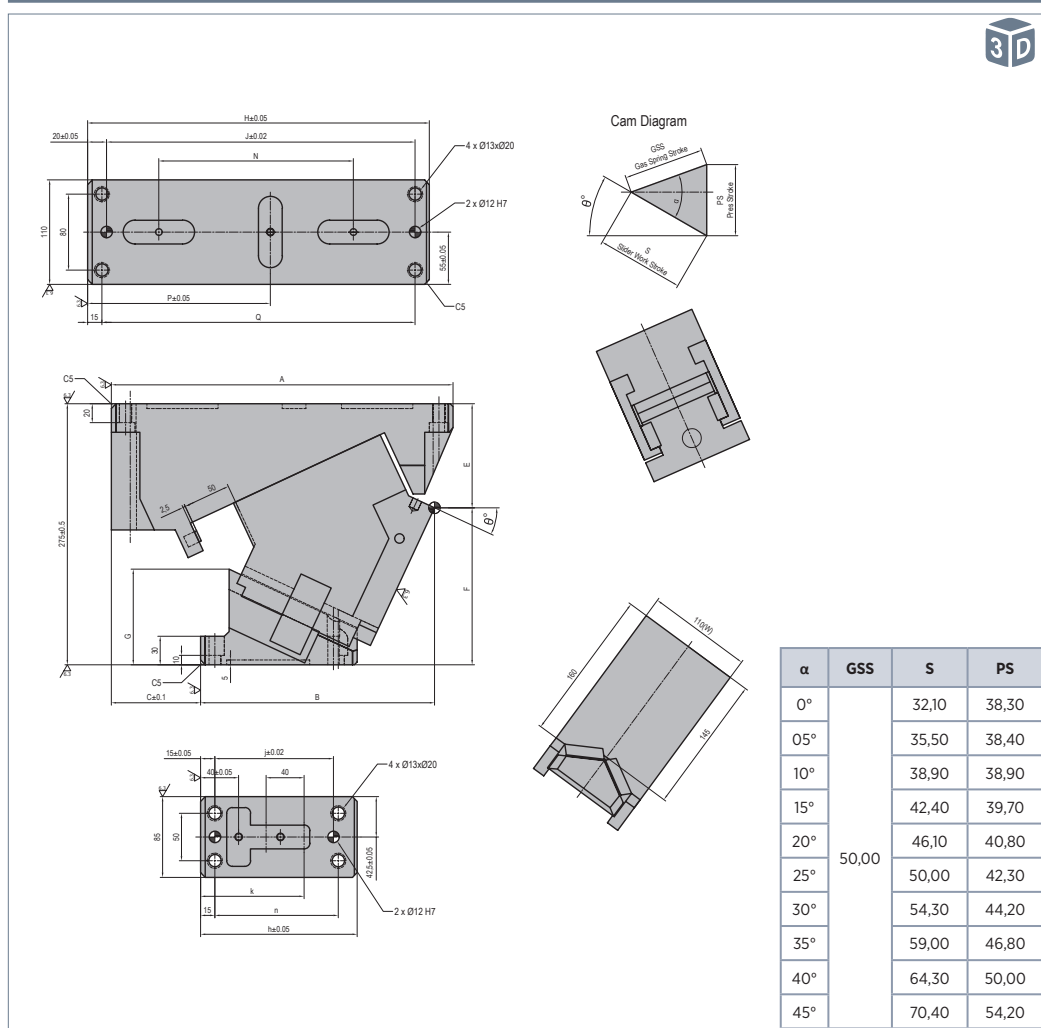 3D
H±0.05
20±0.05
J±0.02
N
4 x Ø13xØ20
2 x Ø12 H7
110
80
55±0.05
P±0.05
15
Q
C5
Cam Diagram
GSS
Gas Spring Stroke
α
PS
Pres Stroke
θ°
S
Slider Work Stroke
C5
A
20
50
2,5
275±0.5
E
θ°
F
G
30
10
5
C5
C±0.1
B
110(W)
160
145
15±0.05
j±0.02
40±0.05
40
4 x Ø13xØ20
85
50
42.5±0.05
k
15
n
2 x Ø12 H7
h±0.05
α GSS S PS
0° 32,10 38,30
05° 35,50 38,40
10° 38,90 38,90
15° 42,40 39,70
20° 46,10 40,80
50,00
25° 50,00 42,30
30° 54,30 44,20
35° 59,00 46,80
40° 64,30 50,00
45° 70,40 54,20